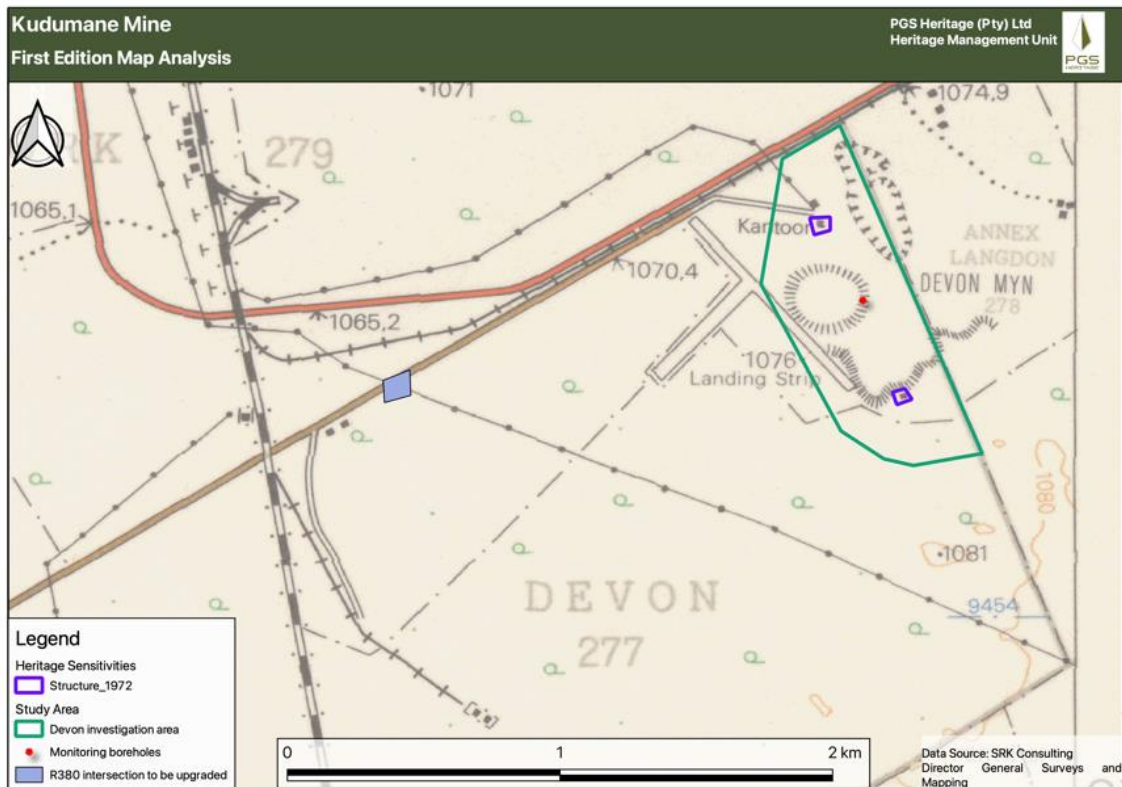 Kudumane Mine
First Edition Map Analysis
PGS Heritage (Pty) Ltd
Heritage Management Unit
PGS
HERITAGE
1071
1074,9
RK
279
1065,1
Kantoor
ANNEX
LANGDON
DEVON MYN
278
1070,4
1065,2
1076
Landing Strip
1080
1081
DEVON
277
9454
Legend
Heritage Sensitivities
Structure_1972
Study Area
Devon investigation area
Monitoring boreholes
R380 intersection to be upgraded
0 1 2 km
Data Source: SRK Consulting
Director General Surveys and
Mapping